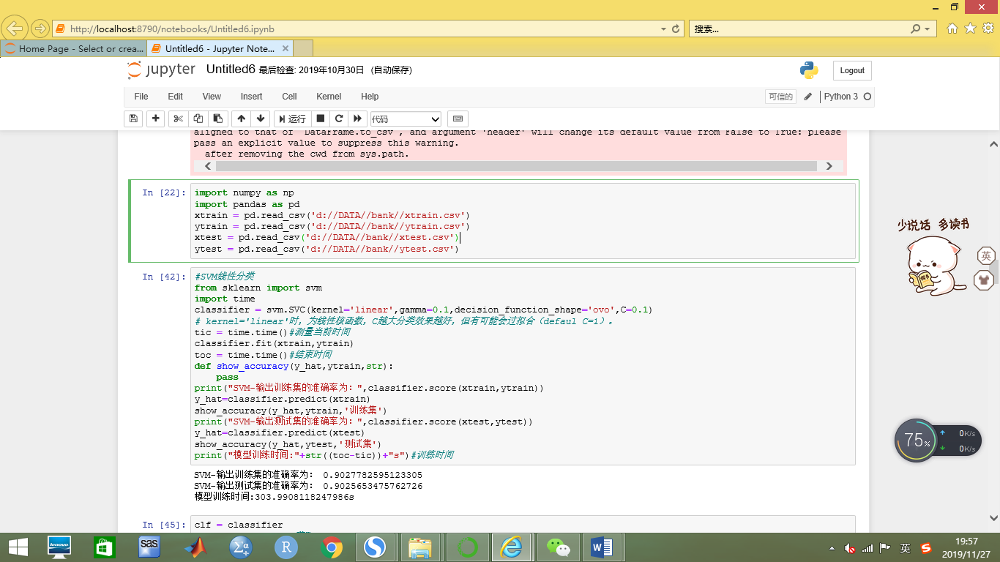 http://localhost:8790/notebooks/Untitled6.ipynb
搜索...
Home Page - Select or crea...
Untitled6 - Jupyter Note...
jupyter Untitled6 最后检查: 2019年10月30日 (自动保存)
Logout
File Edit View Insert Cell Kernel Help
可信的
Python 3
运行
代码
aligned to that of `DataFrame.to_csv`, and argument 'header' will change its default value from False to True: please
pass an explicit value to suppress this warning.
after removing the cwd from sys.path.
In [22]:
import numpy as np
import pandas as pd
xtrain = pd.read_csv('d://DATA//bank//xtrain.csv')
ytrain = pd.read_csv('d://DATA//bank//ytrain.csv')
xtest = pd.read_csv('d://DATA//bank//xtest.csv')
ytest = pd.read_csv('d://DATA//bank//ytest.csv')
In [42]:
#SVM线性分类
from sklearn import svm
import time
classifier = svm.SVC(kernel='linear',gamma=0.1,decision_function_shape='ovo',C=0.1)
# kernel='linear'时，为线性核函数，C越大分类效果越好，但有可能会过拟合（defaul C=1）。
tic = time.time()#测量当前时间
classifier.fit(xtrain,ytrain)
toc = time.time()#结束时间
def show_accuracy(y_hat,ytrain,str):
pass
print("SVM-输出训练集的准确率为：",classifier.score(xtrain,ytrain))
y_hat=classifier.predict(xtrain)
show_accuracy(y_hat,ytrain,'训练集')
print("SVM-输出测试集的准确率为：",classifier.score(xtest,ytest))
y_hat=classifier.predict(xtest)
show_accuracy(y_hat,ytest,'测试集')
print("模型训练时间:"+str((toc-tic))+"s")#训练时间
SVM-输出训练集的准确率为： 0.9027782595123305
SVM-输出测试集的准确率为： 0.9025653475762726
模型训练时间:303.9908118247986s
In [45]:
clf = classifier
少说话 多读书
英
75%
0K/s
0K/s
lenovo
sas
Σα
R
S
W
英
S
19:57
2019/11/27